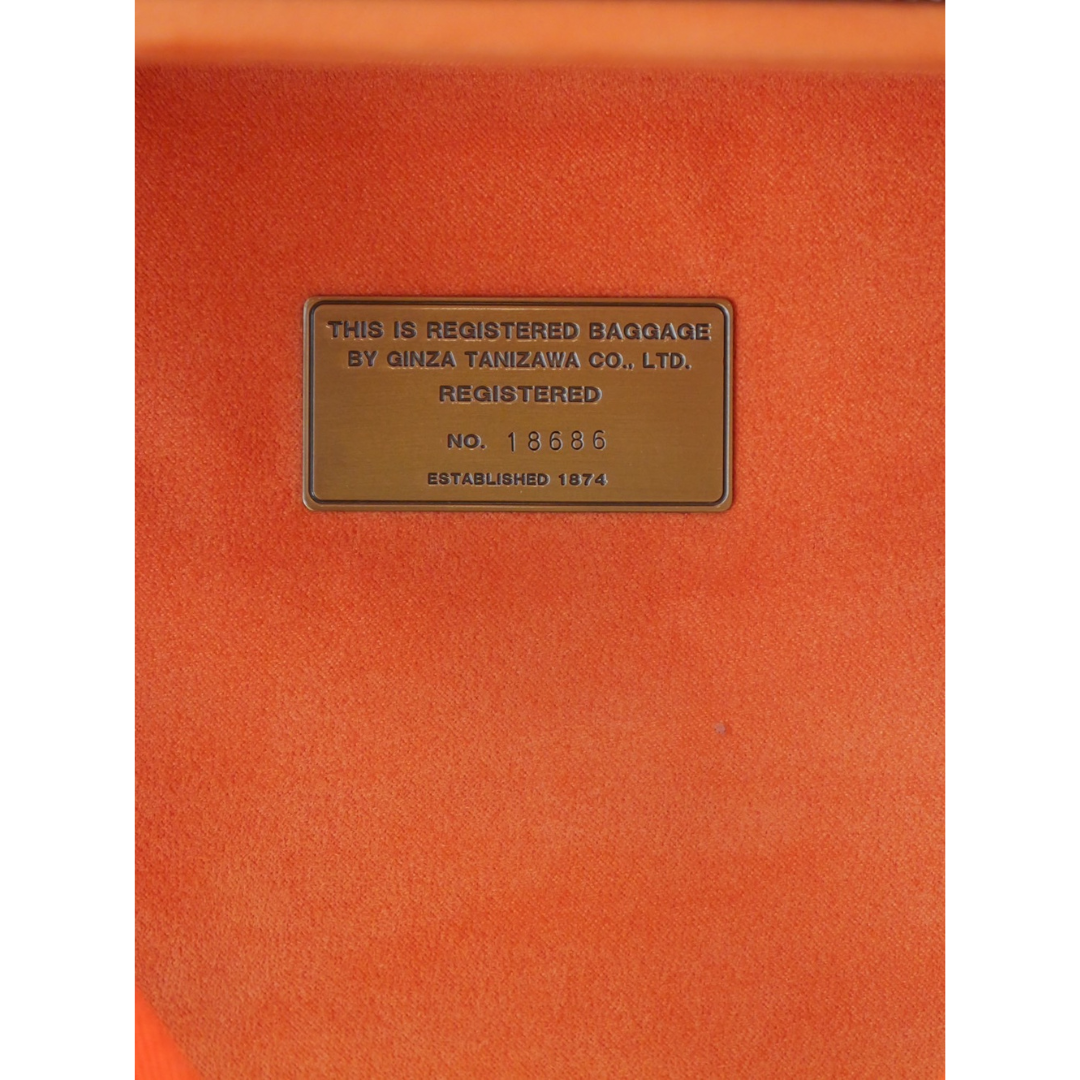 THIS IS REGISTERED BAGGAGE
BY GINZA TANIZAWA CO., LTD.
REGISTERED
NO. 18686
ESTABLISHED 1874